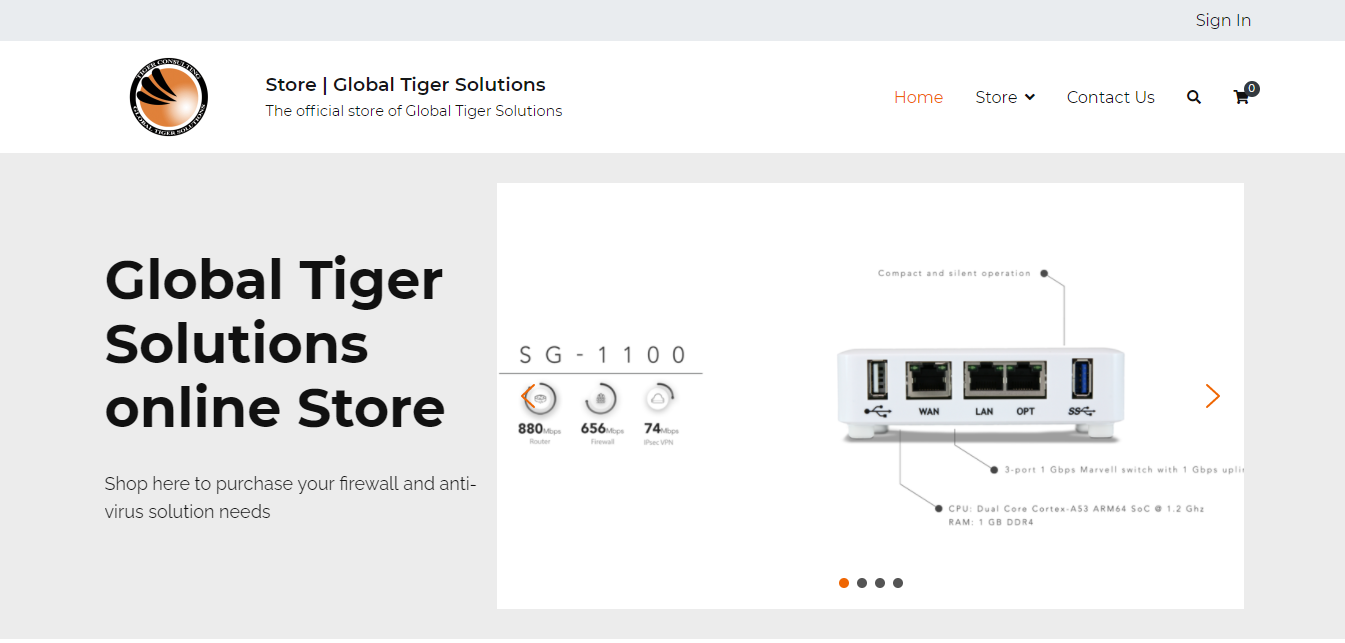 Sign In
TIGER CONSULTING
GLOBAL TIGER SOLUTIONS
Store | Global Tiger Solutions
The official store of Global Tiger Solutions
Home
Store
Contact Us
0
Global Tiger
Solutions
online Store
Shop here to purchase your firewall and anti-
virus solution needs
Compact and silent operation
SG-1100
880Mbps
Router
656Mbps
Firewall
74Mbps
IPsec VPN
WAN
LAN
OPT
SS
3-port 1 Gbps Marvell switch with 1 Gbps uplin
CPU: Dual Core Cortex-A53 ARM64 SoC @ 1.2 Ghz
RAM: 1 GB DDR4